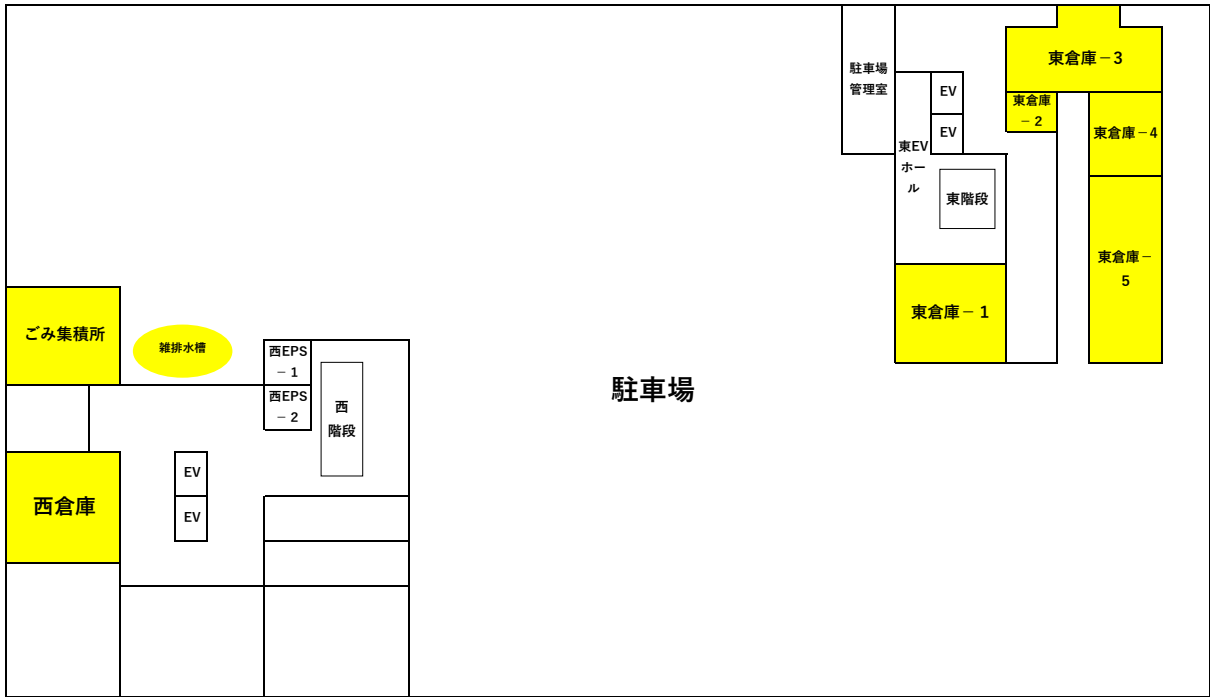 駐車場
管理室
EV
EV
東EV
ホー
ル
東階段
東倉庫－1
東倉庫－3
東倉庫
－2
東倉庫－4
東倉庫－
5
ごみ集積所
雑排水槽
西EPS
－1
西EPS
－2
西
階段
駐車場
西倉庫
EV
EV